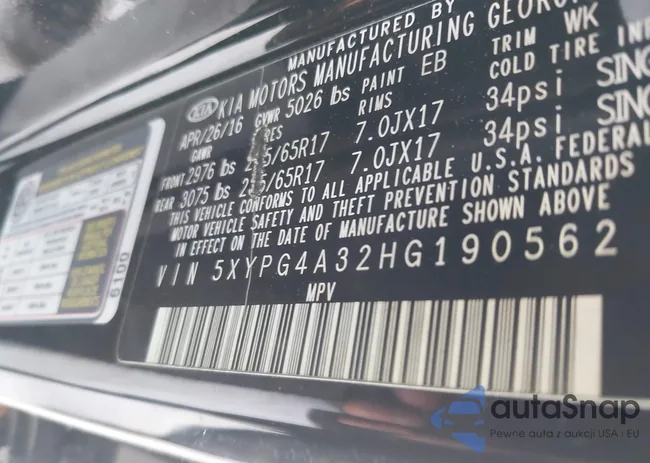 MANUFACTURED BY
KIA KIA MOTORS MANUFACTURING
APR/26/16 GVWR 5026 lbs PAINT EB TRIM WK
GAWR RIMS COLD TIRE
FRONT 2976 lbs 7.0JX17 34psi
REAR 3075 lbs 7.0JX17 34psi
THIS VEHICLE CONFORMS TO ALL APPLICABLE U.S.A. FEDERAL
MOTOR VEHICLE SAFETY AND THEFT PREVENTION STANDARDS
IN EFFECT ON THE DATE OF MANUFACTURE SHOWN ABOVE
VIN 5XYPG4A32HG190562
MPV
6100
autaSnap
Pewne auta z aukcji USA i EU